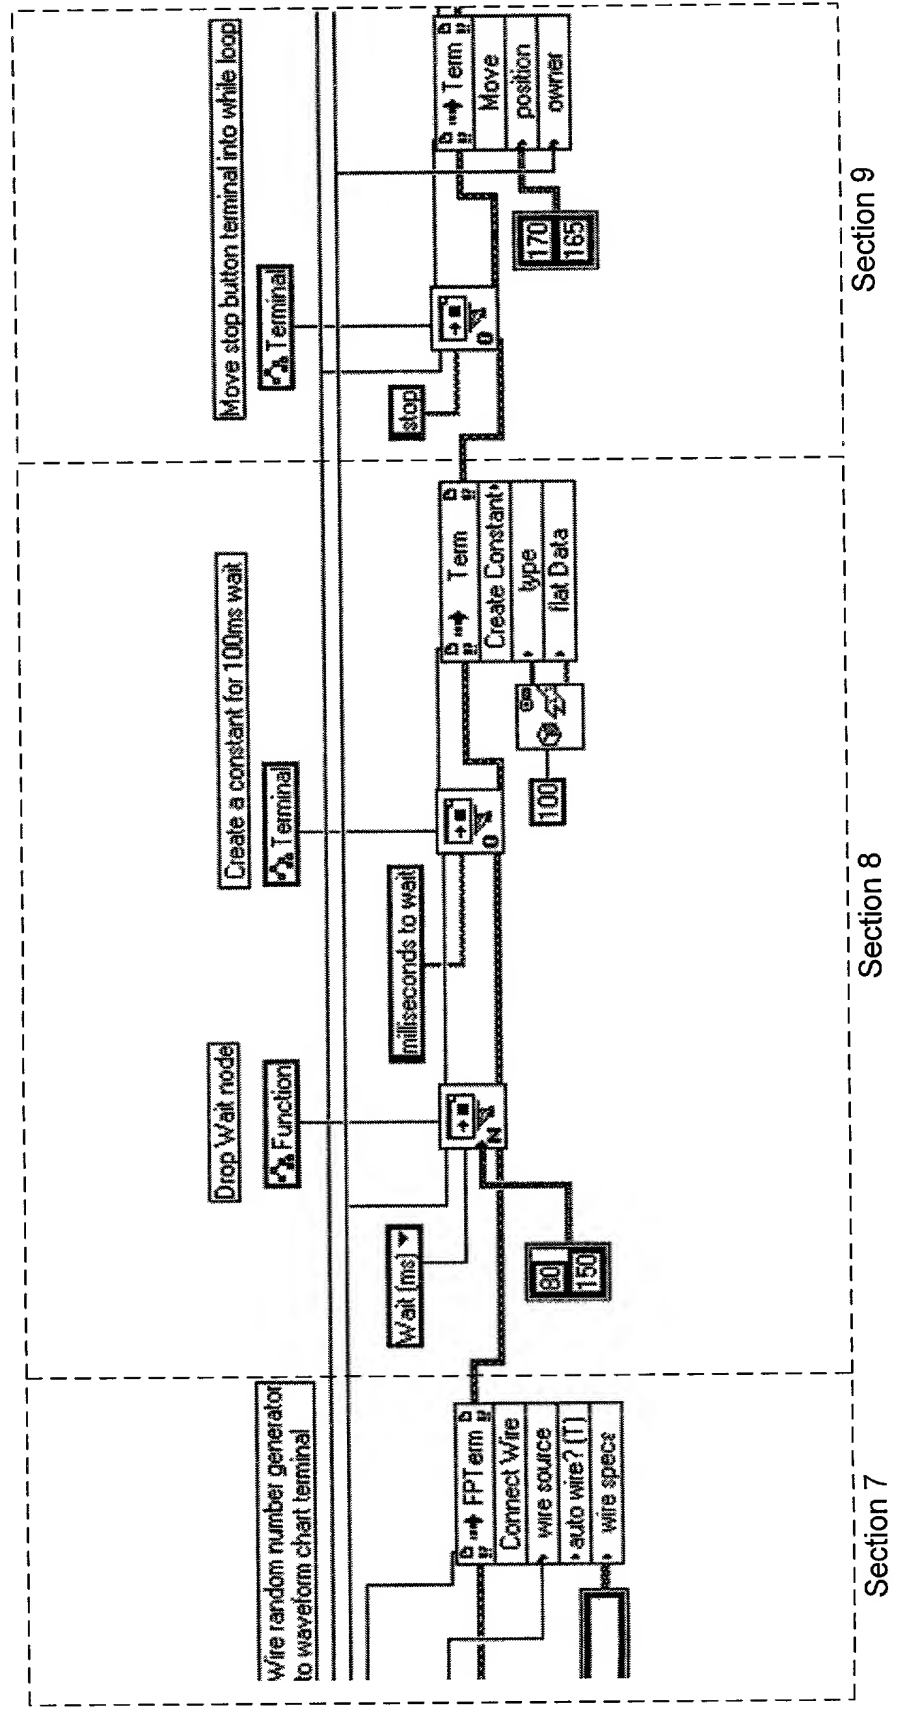 Wire random number generator
to waveform chart terminal
FPTerm
Connect Wire
wire source
auto wire? (T)
wire specs
Section 7
Drop Wait node
Function
Wait (ms)
80
150
N
Create a constant for 100ms wait
Terminal
milliseconds to wait
O
100
Term
Create Constant
type
flat Data
Section 8
Move stop button terminal into while loop
Terminal
stop
O
170
165
Term
Move
position
owner
Section 9